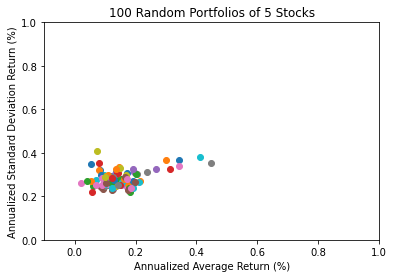 100 Random Portfolios of 5 Stocks
Annualized Standard Deviation Return (%)
1.0
0.8
0.6
0.4
0.2
0.0
0.0 0.2 0.4 0.6 0.8 1.0
Annualized Average Return (%)